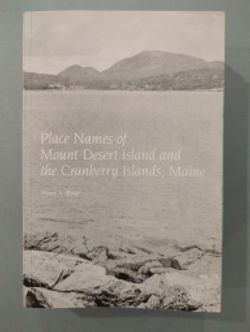 Place Names of
Mount Desert Island and
the Cranberry Islands, Maine